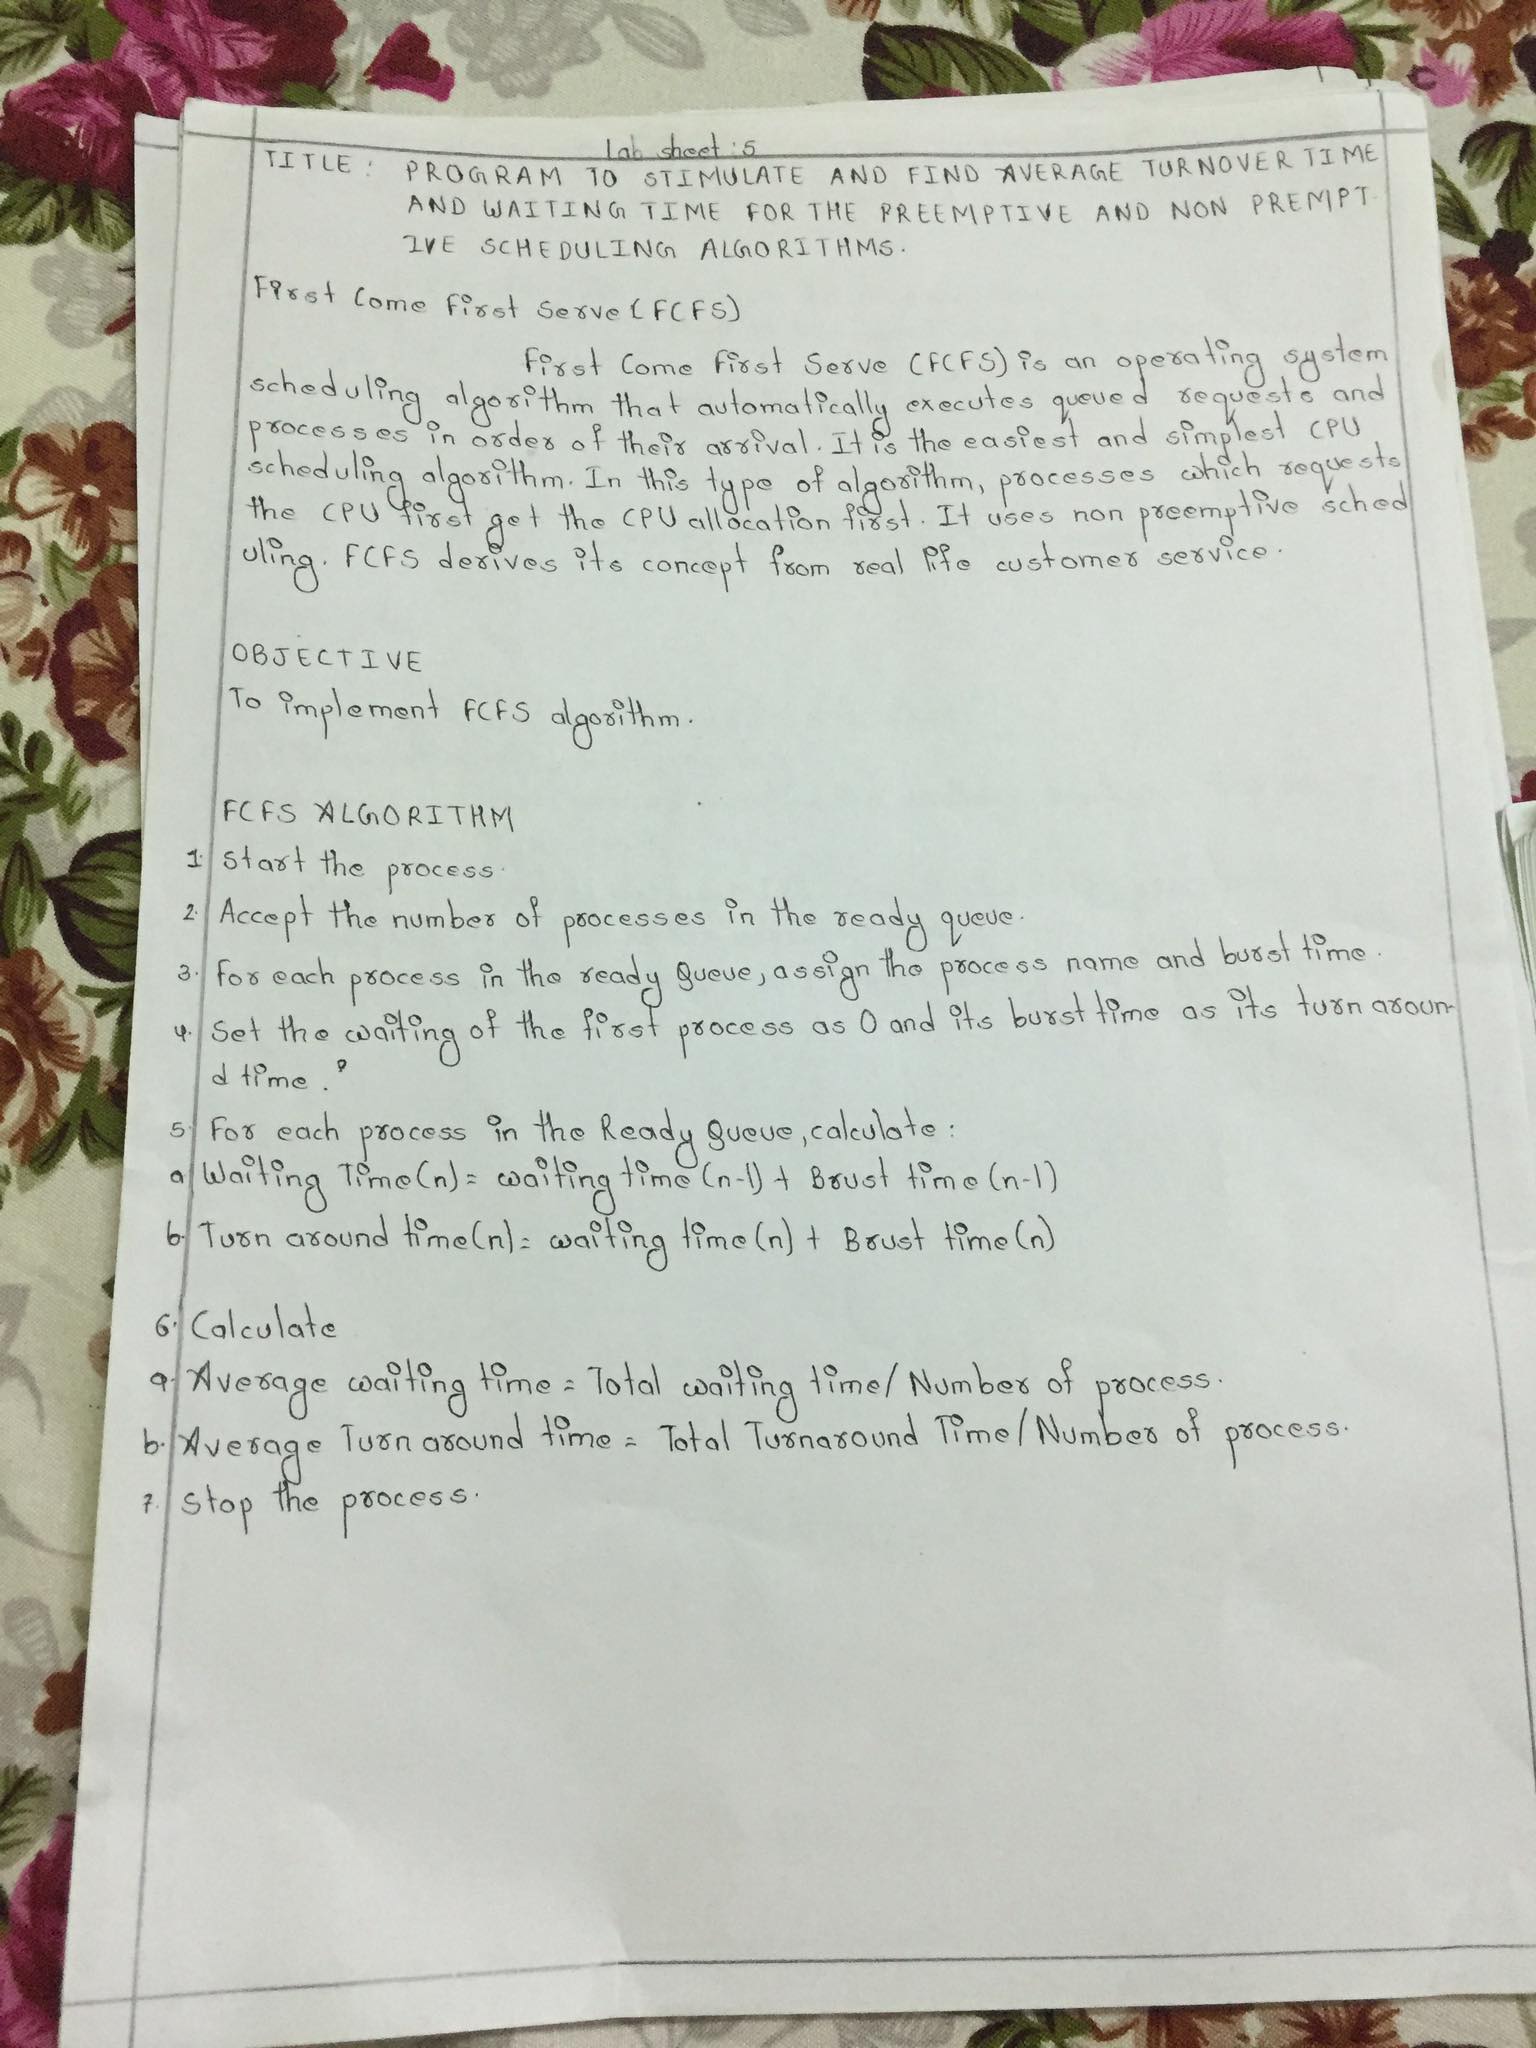 Lab sheet : 5
TITLE : PROGRAM TO STIMULATE AND FIND AVERAGE TURNOVER TIME
AND WAITING TIME FOR THE PREEMPTIVE AND NON PREMPT
IVE SCHEDULING ALGORITHMS.
First Come First Serve (FCFS)
First Come First Serve (FCFS) is an operating system
scheduling algorithm that automatically executes queued requests and
processes in order of their arrival. It is the easiest and simplest CPU
scheduling algorithm. In this type of algorithm, processes which requests
the CPU first get the CPU allocation first. It uses non preemptive sched
uling. FCFS derives its concept from real life customer service.
OBJECTIVE
To implement FCFS algorithm.
FCFS ALGORITHM
1. Start the process.
2. Accept the number of processes in the ready queue.
3. For each process in the ready Queue, assign the process name and burst time.
4. Set the waiting of the first process as 0 and its burst time as its turn aroun-
d time.
5. For each process in the Ready Queue, calculate :
a. Waiting Time(n) = waiting time (n-1) + Brust time (n-1)
b. Turn around time(n) = waiting time (n) + Brust time (n)
6. Calculate
a. Average waiting time = Total waiting time / Number of process.
b. Average Turn around time = Total Turnaround Time / Number of process.
7. Stop the process.